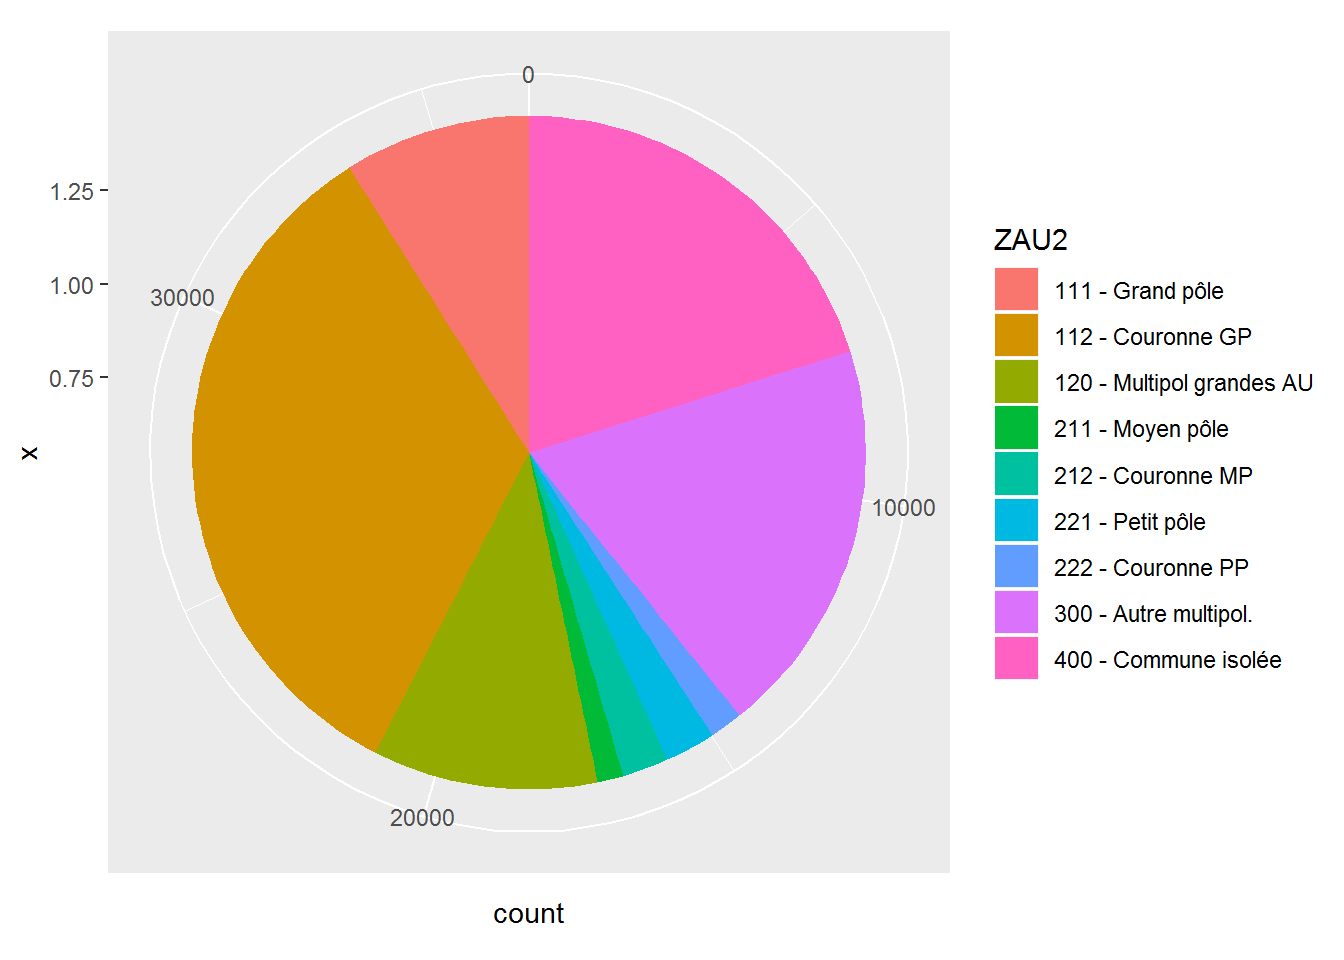 0
1.25
1.00
0.75
30000
10000
20000
x
count
ZAU2
111 - Grand pôle
112 - Couronne GP
120 - Multipol grandes AU
211 - Moyen pôle
212 - Couronne MP
221 - Petit pôle
222 - Couronne PP
300 - Autre multipol.
400 - Commune isolée